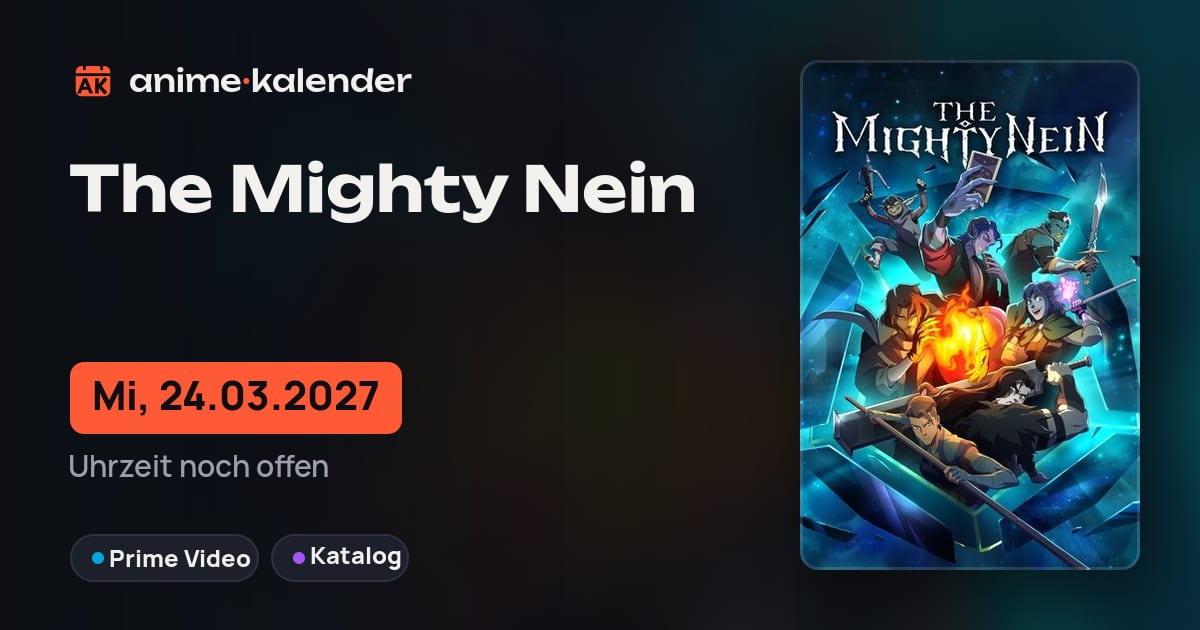 AK
anime·kalender
The Mighty Nein
Mi, 24.03.2027
Uhrzeit noch offen
Prime Video
Katalog
THE
MIGHTY NEIN